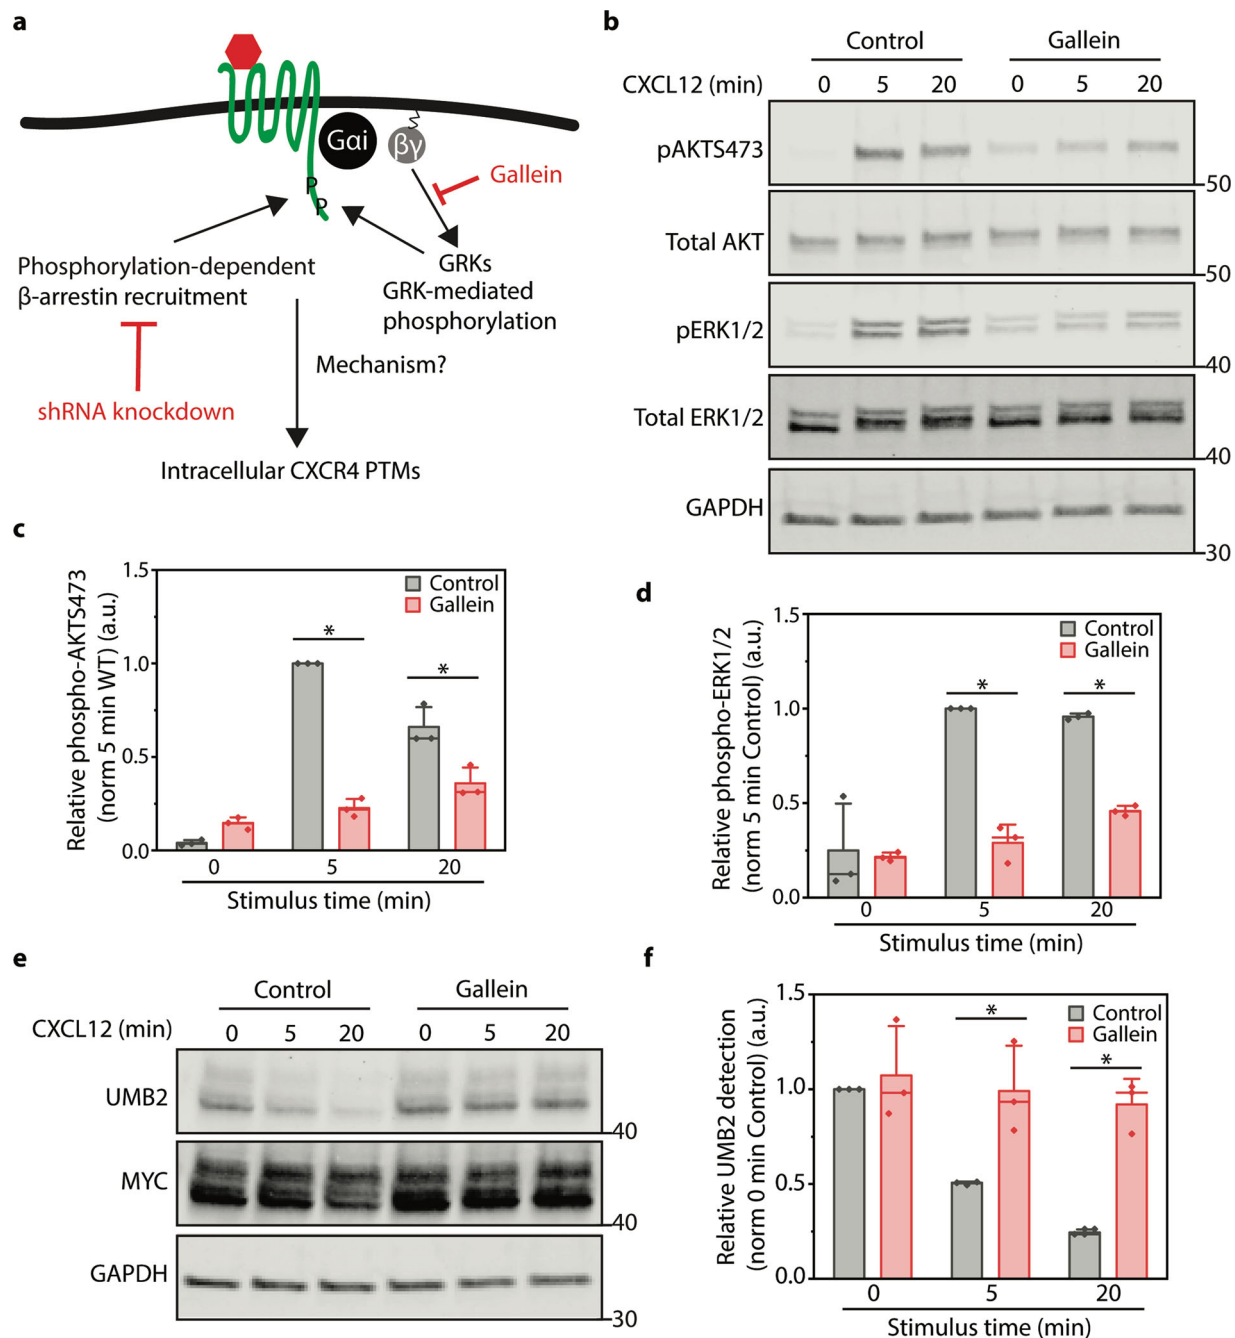 a
Gαi
βγ
Gallein
P
P
GRKs
GRK-mediated
phosphorylation
Phosphorylation-dependent
β-arrestin recruitment
Mechanism?
shRNA knockdown
Intracellular CXCR4 PTMs
b
Control Gallein
CXCL12 (min) 0 5 20 0 5 20
pAKTS473
50
Total AKT
50
pERK1/2
40
Total ERK1/2
40
GAPDH
30
c
Relative phospho-AKTS473
(norm 5 min WT) (a.u.)
1.5
1.0
0.5
0.0
Control
Gallein
*
*
0 5 20
Stimulus time (min)
d
Relative phospho-ERK1/2
(norm 5 min Control) (a.u.)
1.5
1.0
0.5
0.0
Control
Gallein
*
*
0 5 20
Stimulus time (min)
e
Control Gallein
CXCL12 (min) 0 5 20 0 5 20
UMB2
40
MYC
40
GAPDH
30
f
Relative UMB2 detection
(norm 0 min Control) (a.u.)
1.5
1.0
0.5
0.0
Control
Gallein
*
*
0 5 20
Stimulus time (min)